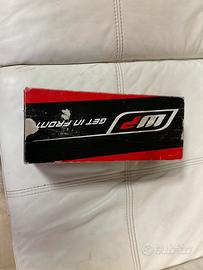 WP
GET IN FRONT
Subito